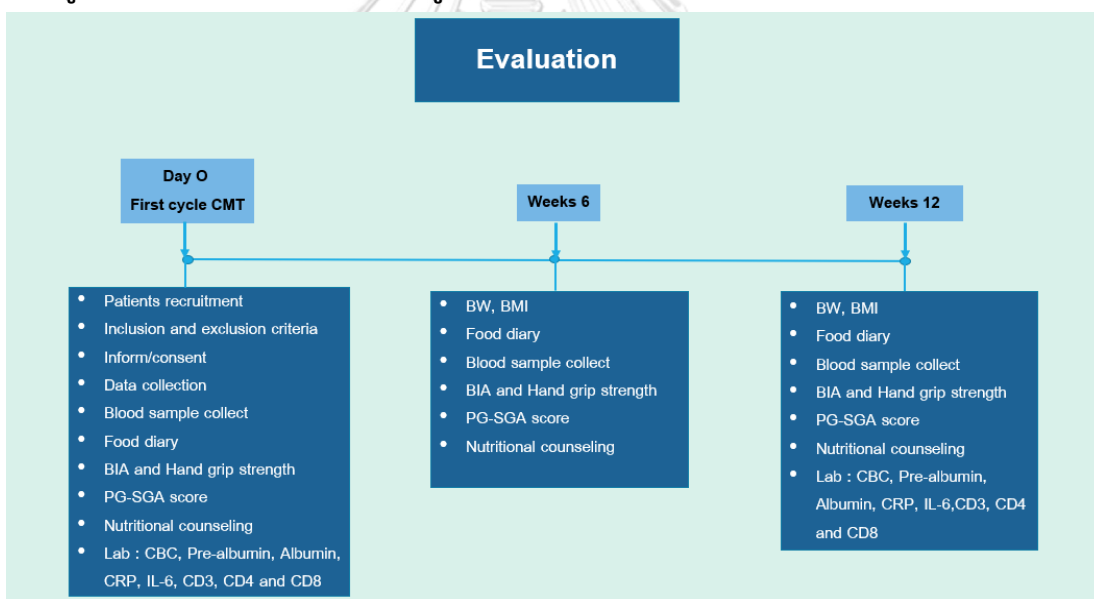 Evaluation
Day O
First cycle CMT
Weeks 6
Weeks 12
• Patients recruitment
• Inclusion and exclusion criteria
• Inform/consent
• Data collection
• Blood sample collect
• Food diary
• BIA and Hand grip strength
• PG-SGA score
• Nutritional counseling
• Lab : CBC, Pre-albumin, Albumin,
CRP, IL-6, CD3, CD4 and CD8
• BW, BMI
• Food diary
• Blood sample collect
• BIA and Hand grip strength
• PG-SGA score
• Nutritional counseling
• BW, BMI
• Food diary
• Blood sample collect
• BIA and Hand grip strength
• PG-SGA score
• Nutritional counseling
• Lab : CBC, Pre-albumin,
Albumin, CRP, IL-6,CD3, CD4
and CD8